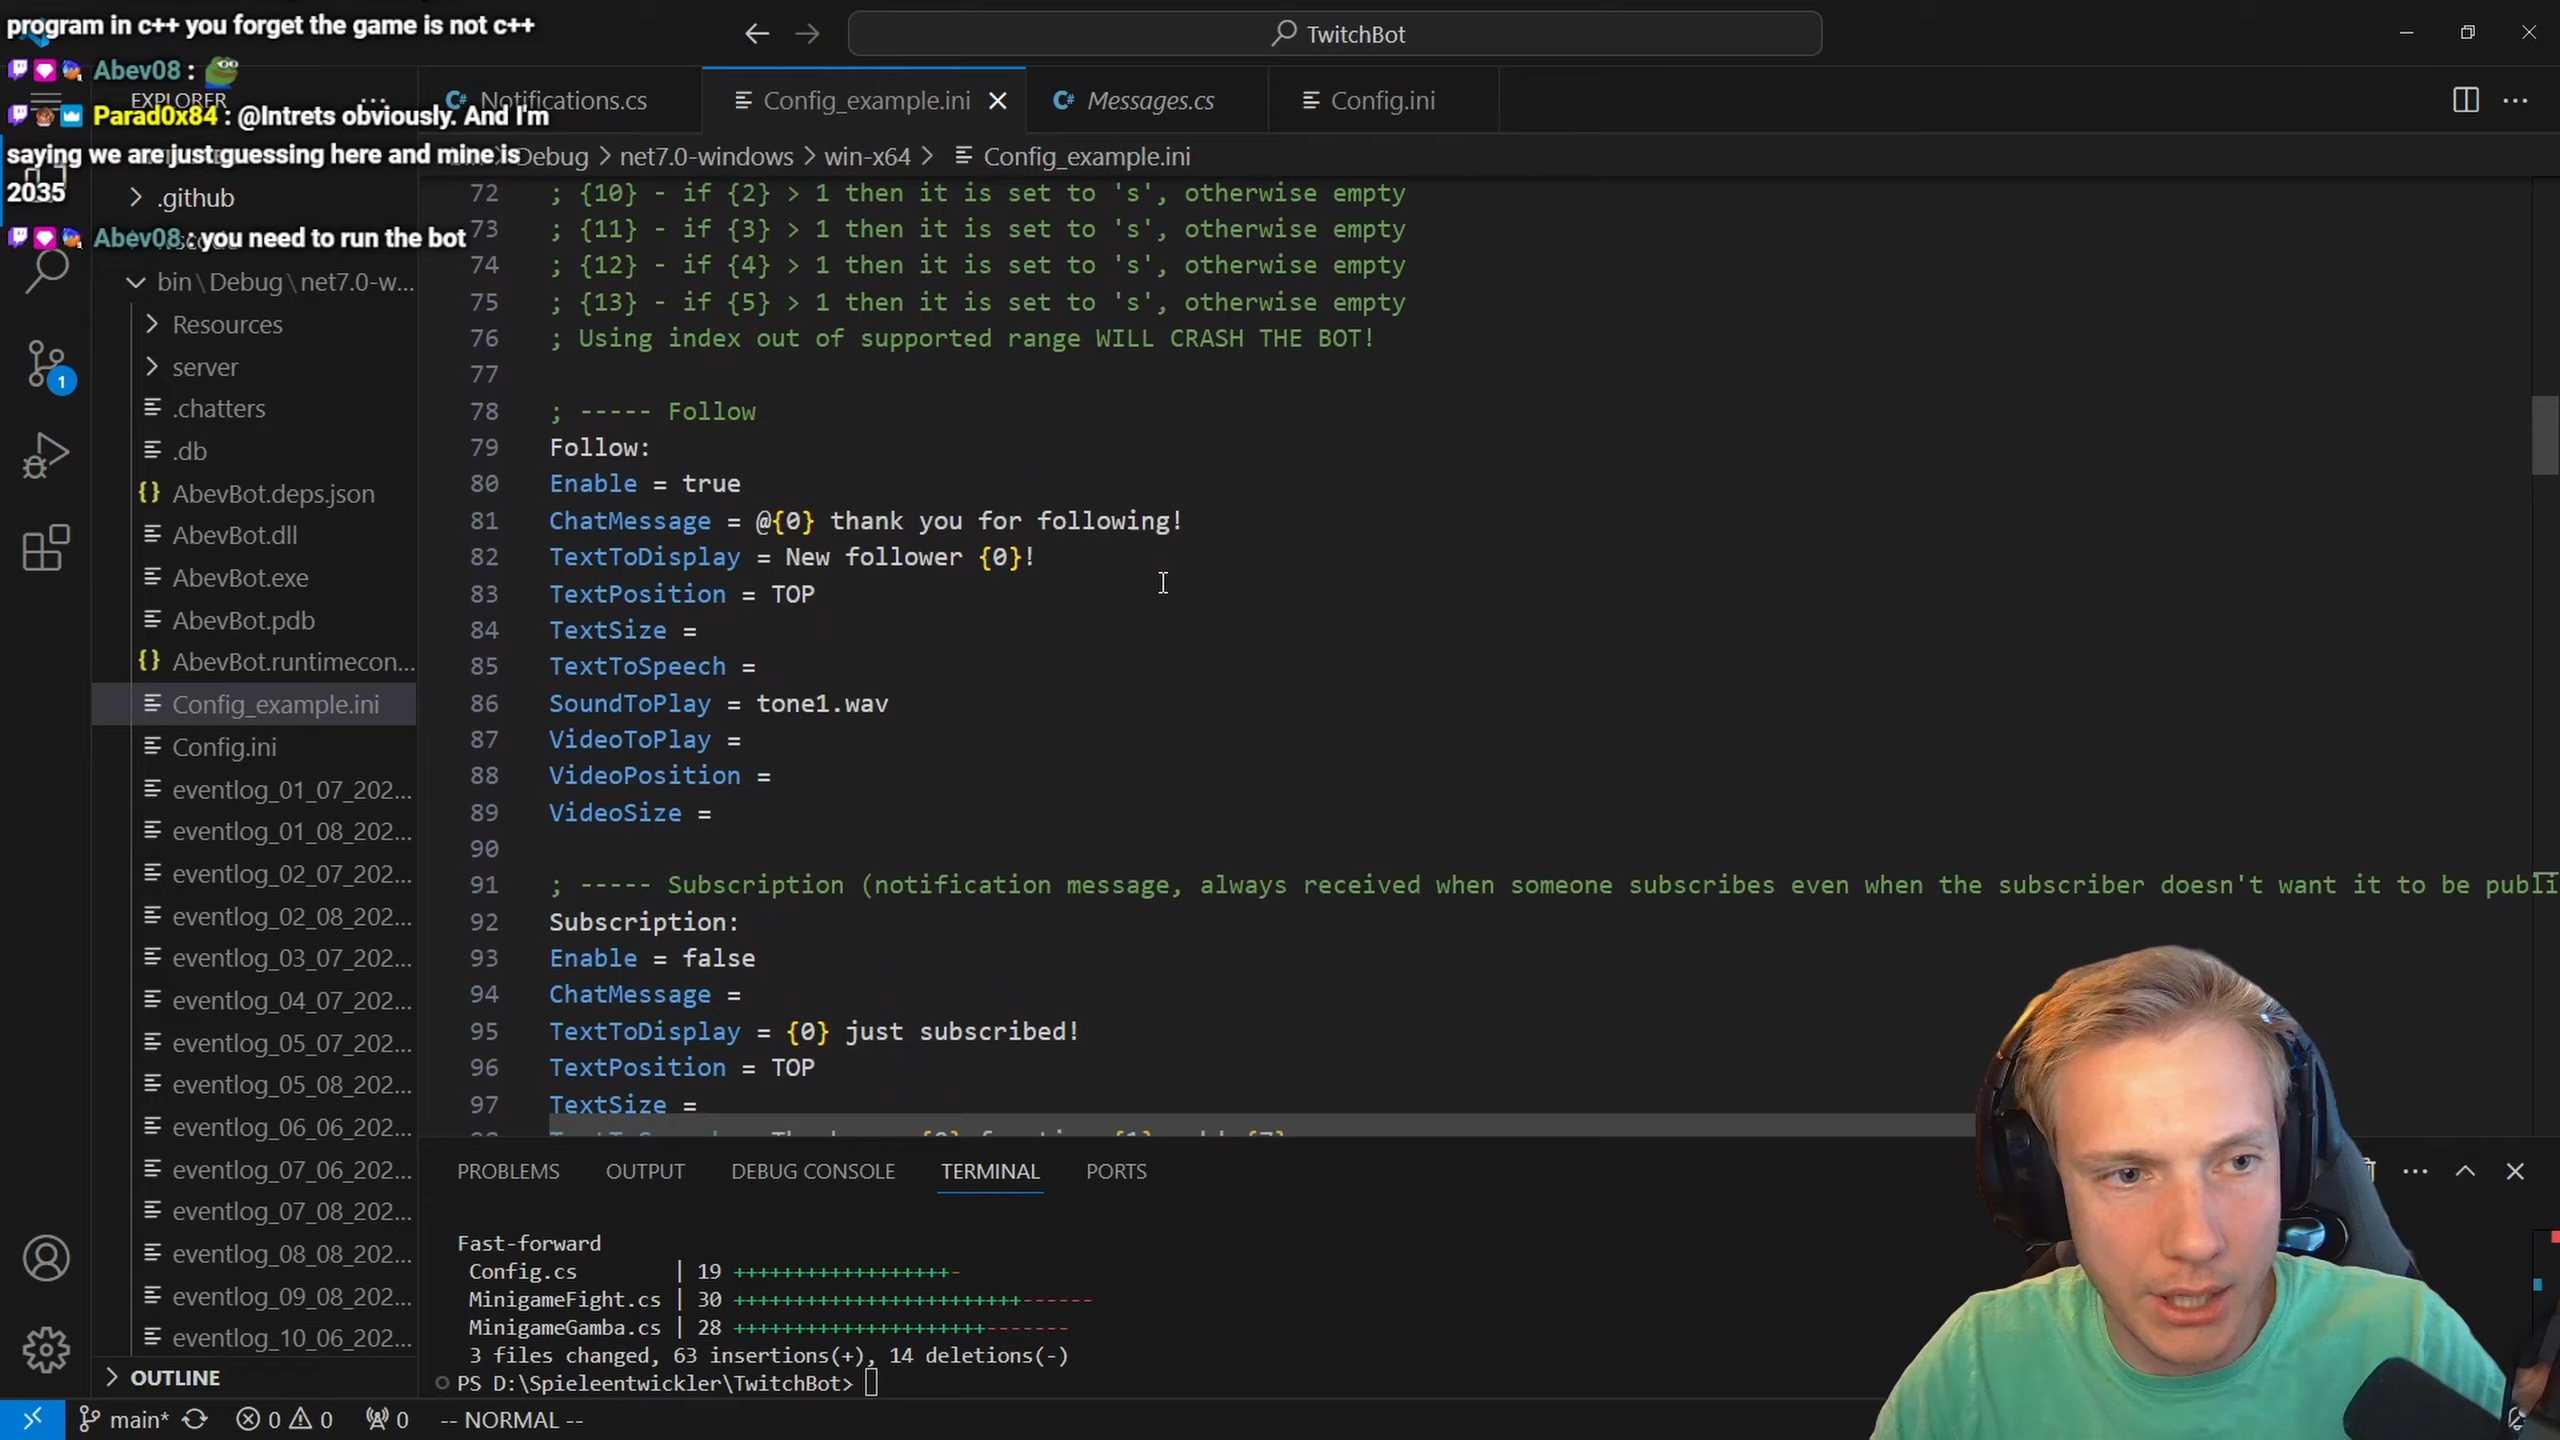 program in c++ you forget the game is not c++
Abev08 :
Parad0x84 : @Intrets obviously. And I'm
saying we are just guessing here and mine is
2035
Abev08 : you need to run the bot
TwitchBot
EXPLORER
Notifications.cs
Config_example.ini
Messages.cs
Config.ini
Debug > net7.0-windows > win-x64 > Config_example.ini
.github
bin\Debug\net7.0-w...
Resources
server
.chatters
.db
AbevBot.deps.json
AbevBot.dll
AbevBot.exe
AbevBot.pdb
AbevBot.runtimecon...
Config_example.ini
Config.ini
eventlog_01_07_202...
eventlog_01_08_202...
eventlog_02_07_202...
eventlog_02_08_202...
eventlog_03_07_202...
eventlog_04_07_202...
eventlog_05_07_202...
eventlog_05_08_202...
eventlog_06_06_202...
eventlog_07_06_202...
eventlog_07_08_202...
eventlog_08_08_202...
eventlog_09_08_202...
eventlog_10_06_202...
OUTLINE
1
72 ; {10} - if {2} > 1 then it is set to 's', otherwise empty
73 ; {11} - if {3} > 1 then it is set to 's', otherwise empty
74 ; {12} - if {4} > 1 then it is set to 's', otherwise empty
75 ; {13} - if {5} > 1 then it is set to 's', otherwise empty
76 ; Using index out of supported range WILL CRASH THE BOT!
77
78 ; ----- Follow
79 Follow:
80 Enable = true
81 ChatMessage = @{0} thank you for following!
82 TextToDisplay = New follower {0}!
83 TextPosition = TOP
84 TextSize =
85 TextToSpeech =
86 SoundToPlay = tone1.wav
87 VideoToPlay =
88 VideoPosition =
89 VideoSize =
90
91 ; ----- Subscription (notification message, always received when someone subscribes even when the subscriber doesn't want it to be publi
92 Subscription:
93 Enable = false
94 ChatMessage =
95 TextToDisplay = {0} just subscribed!
96 TextPosition = TOP
97 TextSize =
PROBLEMS OUTPUT DEBUG CONSOLE TERMINAL PORTS
Fast-forward
Config.cs | 19 ++++++++++++++++++-
MinigameFight.cs | 30 ++++++++++++++++++++++++------
MinigameGamba.cs | 28 +++++++++++++++++++++-------
3 files changed, 63 insertions(+), 14 deletions(-)
PS D:\Spieleentwickler\TwitchBot>
main* 0 0 0 -- NORMAL --